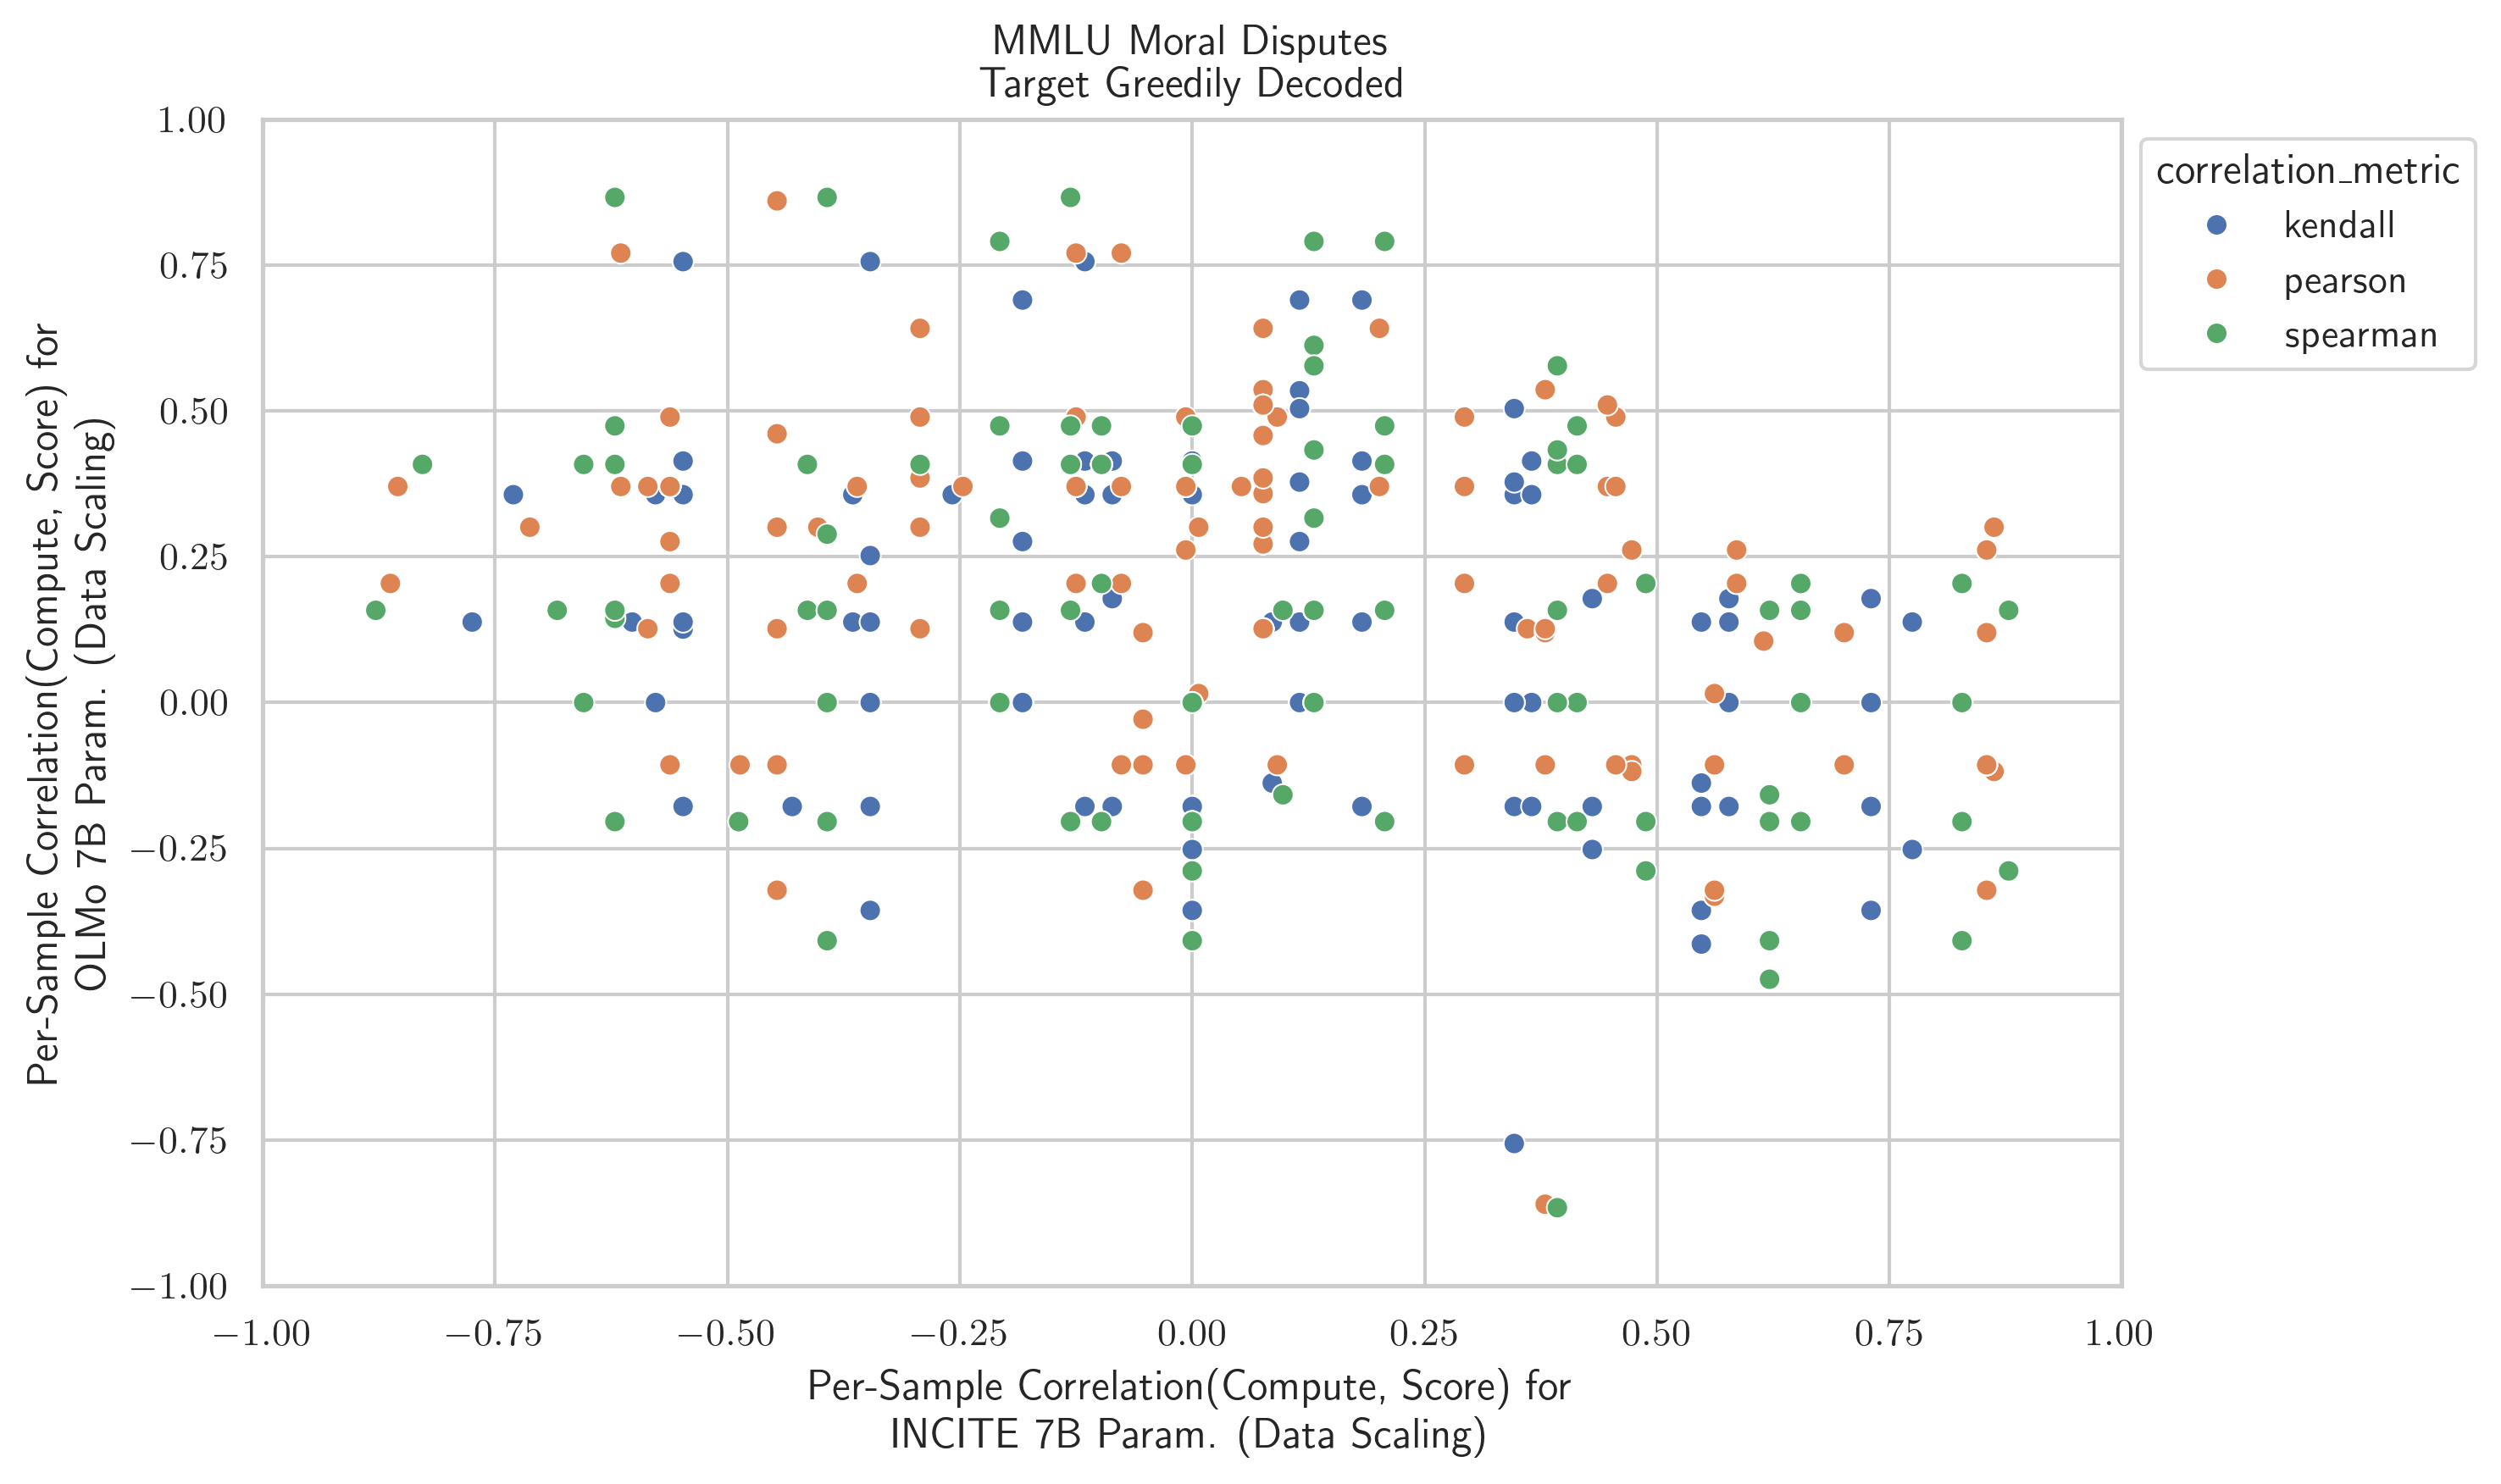 MMLU Moral Disputes
Target Greedily Decoded
Per-Sample Correlation(Compute, Score) for
OLMo 7B Param. (Data Scaling)
1.00
0.75
0.50
0.25
0.00
−0.25
−0.50
−0.75
−1.00
−1.00
−0.75
−0.50
−0.25
0.00
0.25
0.50
0.75
1.00
Per-Sample Correlation(Compute, Score) for
INCITE 7B Param. (Data Scaling)
correlation_metric
kendall
pearson
spearman